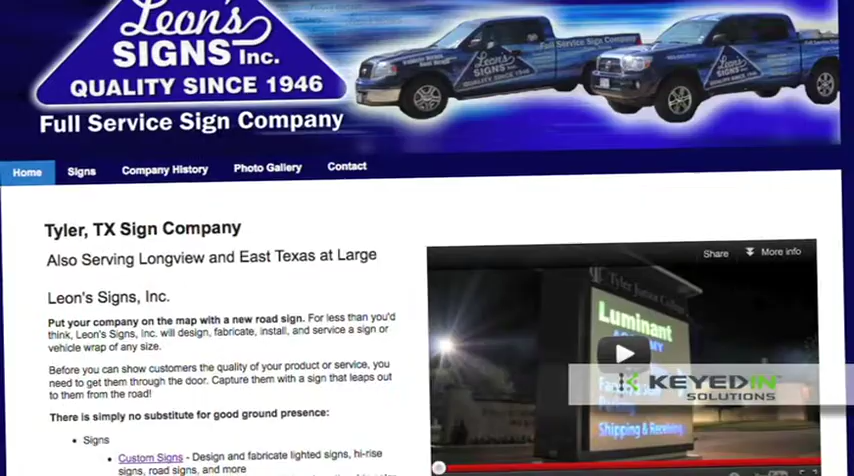 Leon's
SIGNS Inc.
QUALITY SINCE 1946
Full Service Sign Company
Full Service Sign Company
Leon's
SIGNS
Leon's
SIGNS
Home
Signs
Company History
Photo Gallery
Contact
Tyler, TX Sign Company
Also Serving Longview and East Texas at Large
Leon's Signs, Inc.
Put your company on the map with a new road sign. For less than you'd
think, Leon's Signs, Inc. will design, fabricate, install, and service a sign or
vehicle wrap of any size.
Before you can show customers the quality of your product or service, you
need to get them through the door. Capture them with a sign that leaps out
to them from the road!
There is simply no substitute for good ground presence:
• Signs
• Custom Signs - Design and fabricate lighted signs, hi-rise
signs, road signs, and more
Share
More info
Tyler Junior College
Luminant
ACADEMY
Parking
Shipping & Receiving
KEYEDIN™
SOLUTIONS